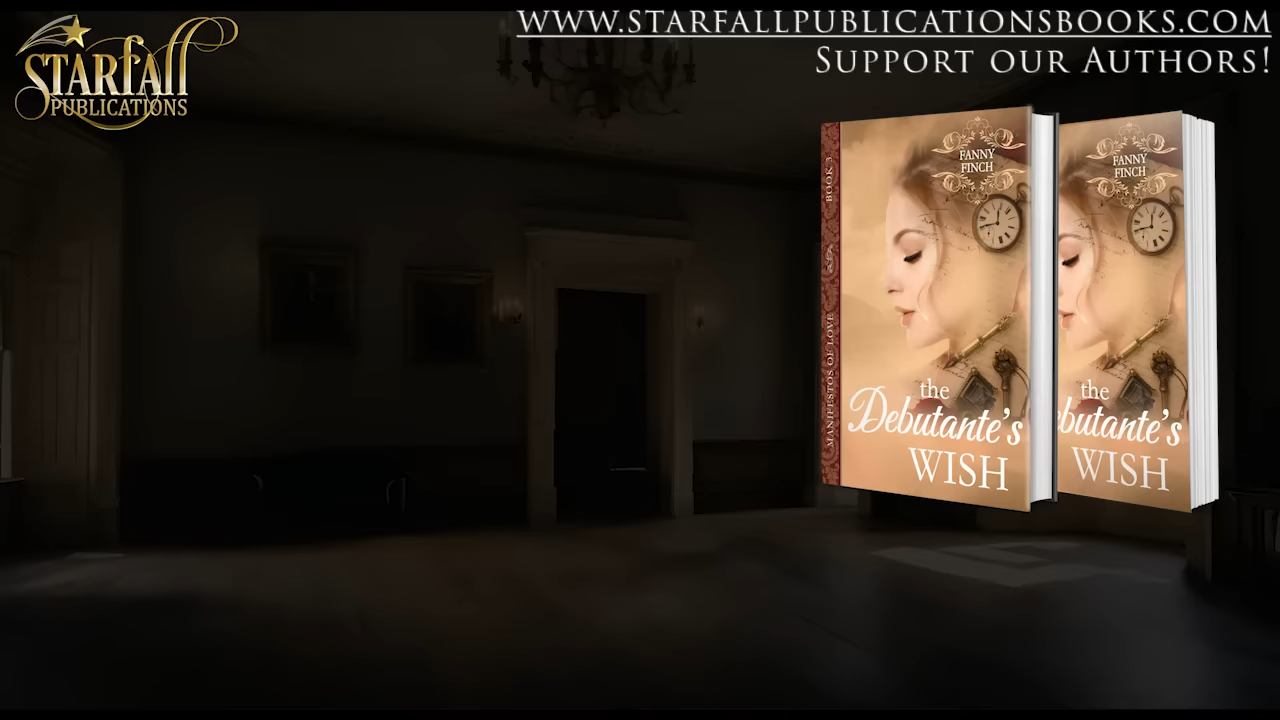 STARfall
PUBLICATIONS
WWW.STARFALLPUBLICATIONSBOOKS.COM
SUPPORT OUR AUTHORS!
BOOK 3
MANIFESTOS OF LOVE
FANNY
FINCH
the
Debutante's
WISH
FANNY
FINCH
the
ebutante's
WISH